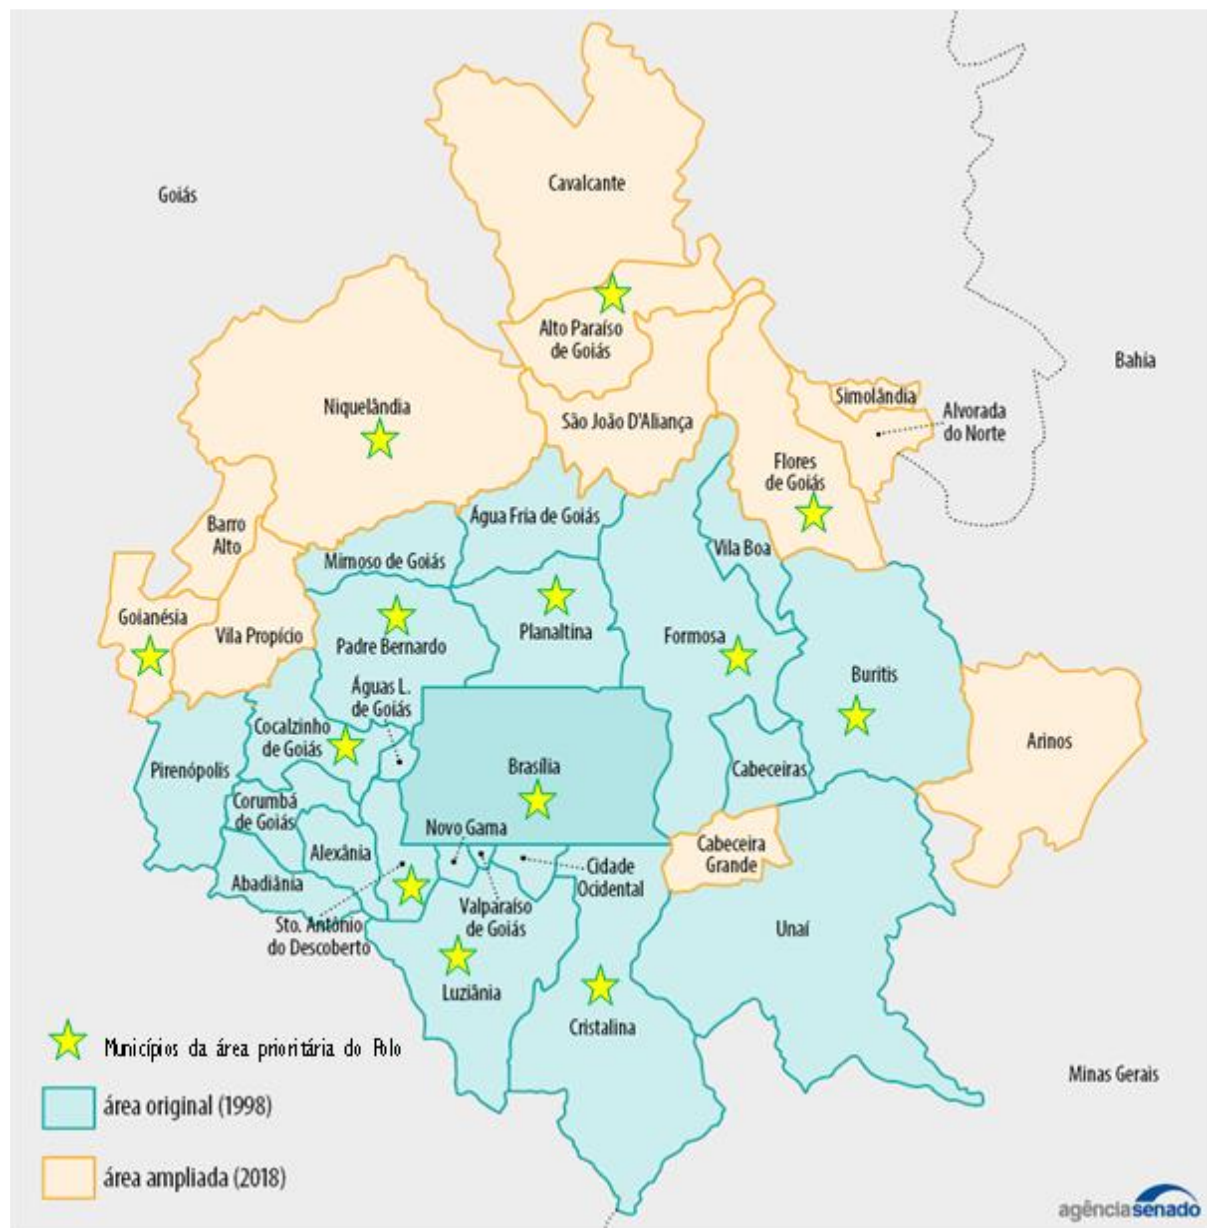 Cavalcante
Goiás
Alto Paraíso
de Goiás
Bahia
Niquelândia
São João D'Aliança
Simolândia
Alvorada
do Norte
Flores
de Goiás
Água Fria de Goiás
Barro
Alto
Mimoso de Goiás
Vila Boa
Goianésia
Vila Propício
Padre Bernardo
Planaltina
Formosa
Buritis
Águas L.
de Goiás
Cocalzinho
de Goiás
Arinos
Pirenópolis
Brasília
Cabeceiras
Corumbá
de Goiás
Novo Gama
Alexânia
Cidade
Ocidental
Cabeceira
Grande
Abadiânia
Valparaíso
de Goiás
Sto. Antônio
do Descoberto
Unaí
Luziânia
Cristalina
Municípios da área prioritária do Polo
área original (1998)
área ampliada (2018)
Minas Gerais
agênciasenado